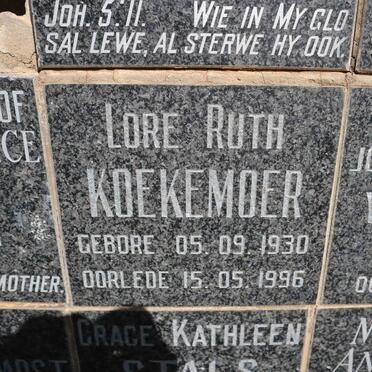 JOH. 5:11. WIE IN MY GLO
SAL LEWE, AL STERWE HY OOK
OF
CE
MOTHER
LORE RUTH
KOEKEMOER
GEBORE 05. 09. 1930
OORLEDE 15. 05. 1996
GRACE KATHLEEN
STALS